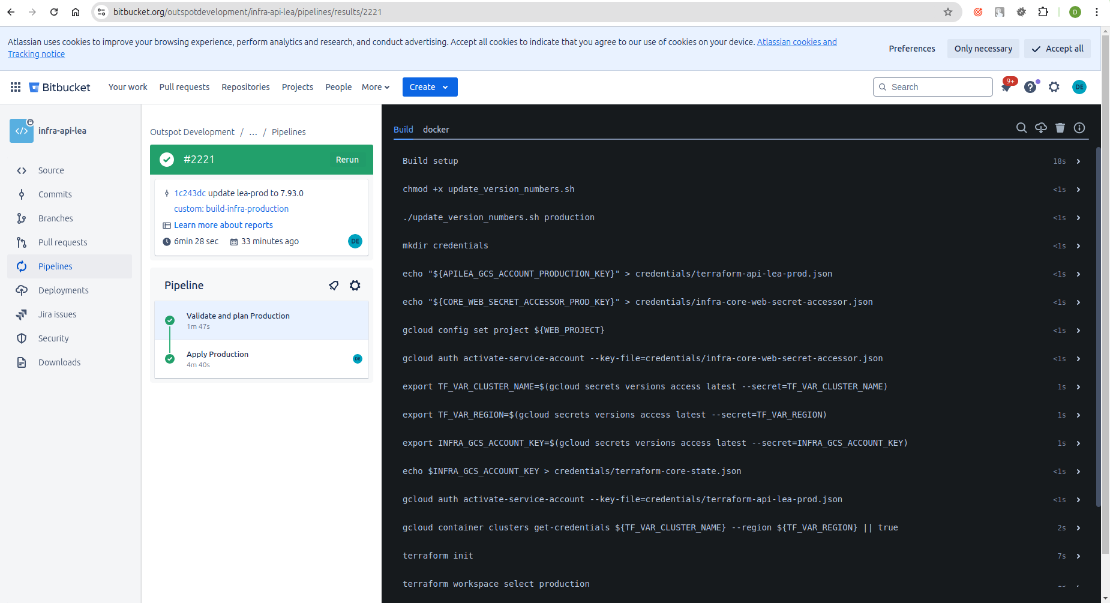 bitbucket.org/outspotdevelopment/infra-api-lea/pipelines/results/2221
D
Atlassian uses cookies to improve your browsing experience, perform analytics and research, and conduct advertising. Accept all cookies to indicate that you agree to our use of cookies on your device. Atlassian cookies and
Tracking notice
Preferences
Only necessary
Accept all
Bitbucket
Your work
Pull requests
Repositories
Projects
People
More
Create
Search
9+
infra-api-lea
Source
Commits
Branches
Pull requests
Pipelines
Deployments
Jira issues
Security
Downloads
Outspot Development / ... / Pipelines
#2221
Rerun
1c243dc update lea-prod to 7.93.0
custom: build-infra-production
Learn more about reports
6min 28 sec
33 minutes ago
Pipeline
Validate and plan Production
1m 47s
Apply Production
4m 40s
Build
docker
Build setup 18s
chmod +x update_version_numbers.sh <1s
./update_version_numbers.sh production <1s
mkdir credentials <1s
echo "${APILEA_GCS_ACCOUNT_PRODUCTION_KEY}" > credentials/terraform-api-lea-prod.json <1s
echo "${CORE_WEB_SECRET_ACCESSOR_PROD_KEY}" > credentials/infra-core-web-secret-accessor.json <1s
gcloud config set project ${WEB_PROJECT} <1s
gcloud auth activate-service-account --key-file=credentials/infra-core-web-secret-accessor.json <1s
export TF_VAR_CLUSTER_NAME=$(gcloud secrets versions access latest --secret=TF_VAR_CLUSTER_NAME) 1s
export TF_VAR_REGION=$(gcloud secrets versions access latest --secret=TF_VAR_REGION) 1s
export INFRA_GCS_ACCOUNT_KEY=$(gcloud secrets versions access latest --secret=INFRA_GCS_ACCOUNT_KEY) 1s
echo $INFRA_GCS_ACCOUNT_KEY > credentials/terraform-core-state.json <1s
gcloud auth activate-service-account --key-file=credentials/terraform-api-lea-prod.json <1s
gcloud container clusters get-credentials ${TF_VAR_CLUSTER_NAME} --region ${TF_VAR_REGION} || true 2s
terraform init 7s
terraform workspace select production